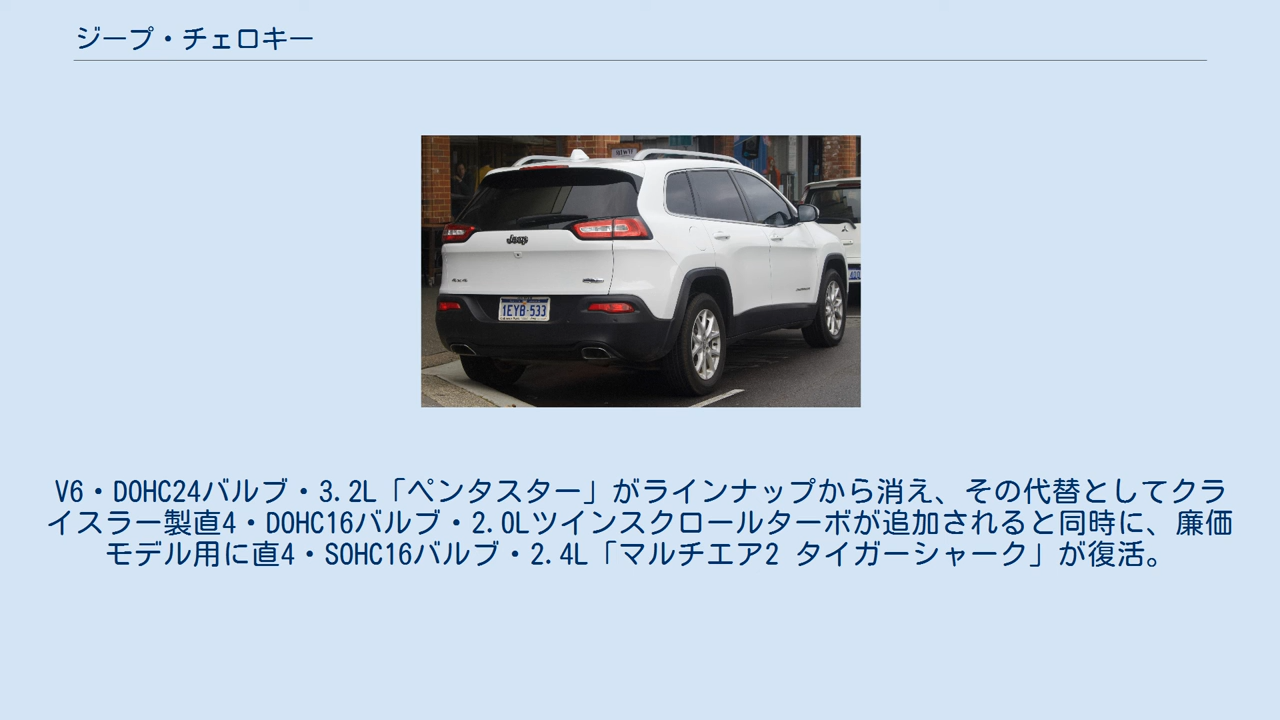 ジープ・チェロキー
Jeep
4x4
1EYB-533
V6・DOHC24バルブ・3.2L「ペンタスター」がラインナップから消え、その代替としてクラ
イスラー製直4・DOHC16バルブ・2.0Lツインスクロールターボが追加されると同時に、廉価
モデル用に直4・SOHC16バルブ・2.4L「マルチエア2 タイガーシャーク」が復活。